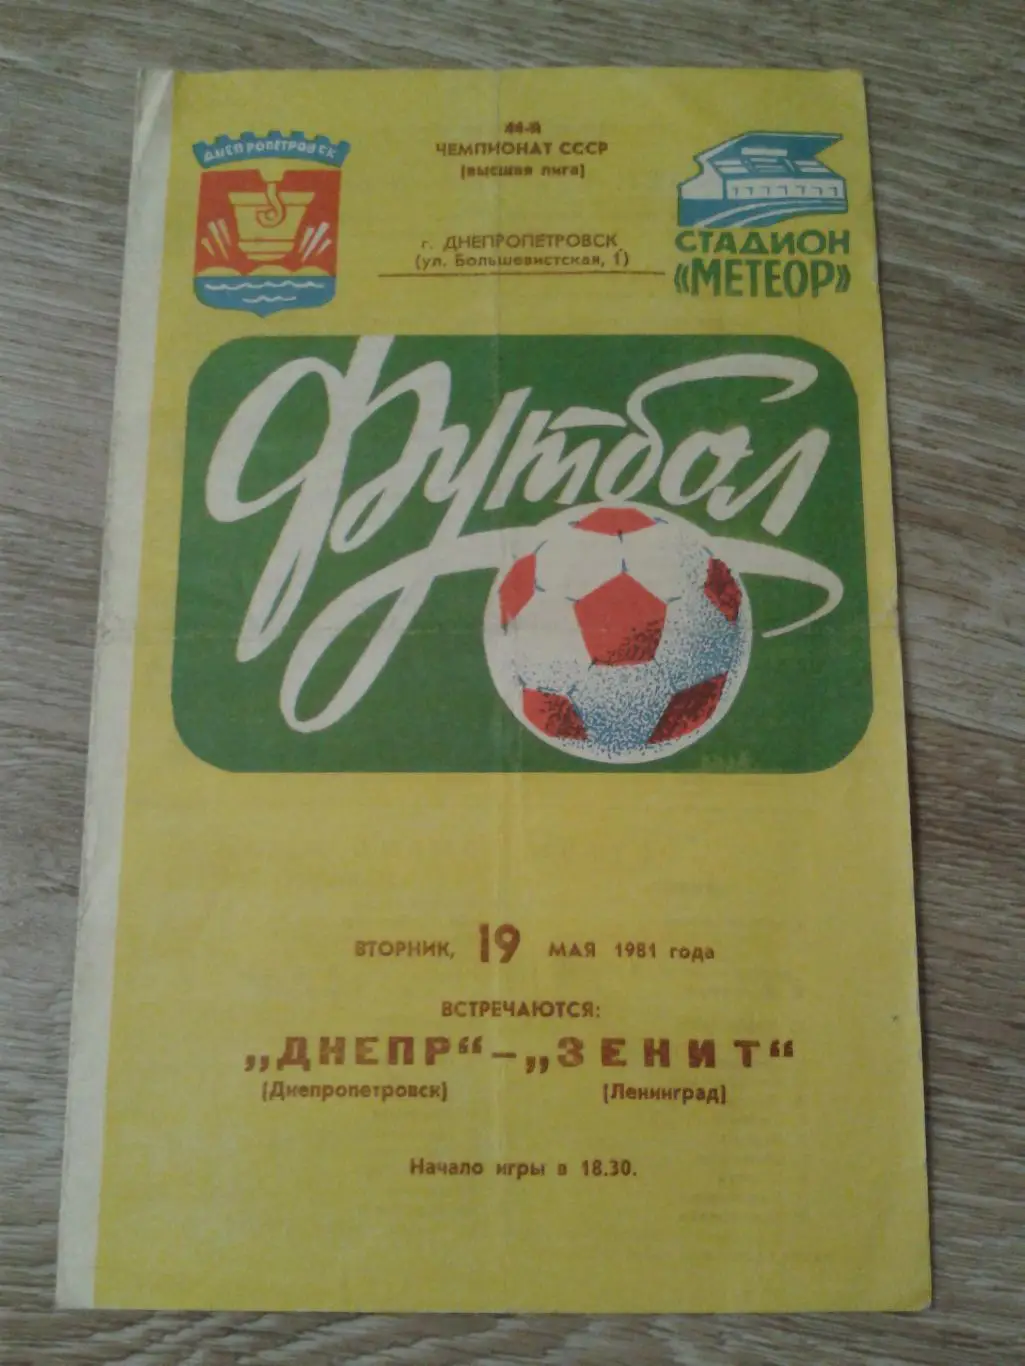 ДНЕПРОПЕТРОВСК
44-й
ЧЕМПИОНАТ СССР
(высшая лига)
г. ДНЕПРОПЕТРОВСК
(ул. Большевистская, 1)
СТАДИОН
«МЕТЕОР»
Футбол
ВТОРНИК, 19 МАЯ 1981 года
ВСТРЕЧАЮТСЯ:
„ДНЕПР“ – „ЗЕНИТ“
(Днепропетровск) (Ленинград)
Начало игры в 18.30.